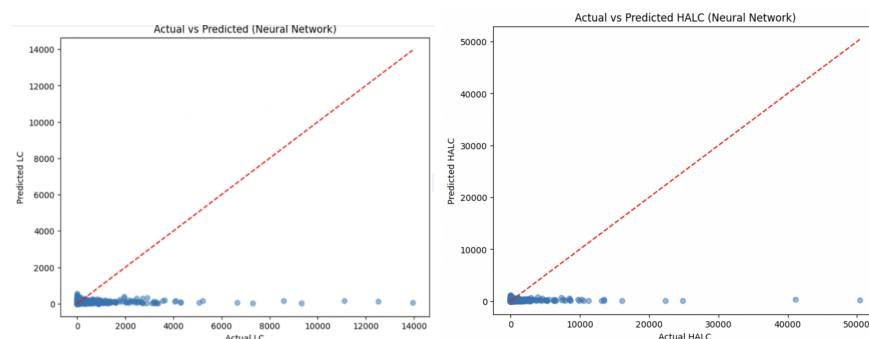 Actual vs Predicted (Neural Network)
14000
12000
10000
8000
6000
4000
2000
0
Predicted LC
0 2000 4000 6000 8000 10000 12000 14000
Actual LC
Actual vs Predicted HALC (Neural Network)
50000
40000
30000
20000
10000
0
Predicted HALC
0 10000 20000 30000 40000 50000
Actual HALC